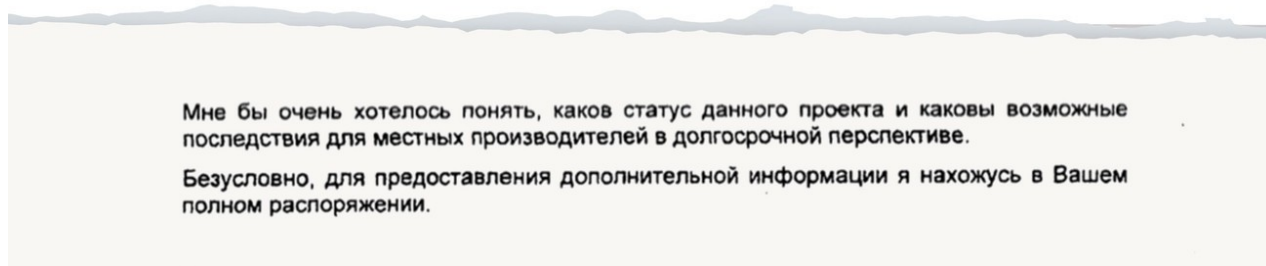 Мне бы очень хотелось понять, каков статус данного проекта и каковы возможные
последствия для местных производителей в долгосрочной перспективе.
Безусловно, для предоставления дополнительной информации я нахожусь в Вашем
полном распоряжении.